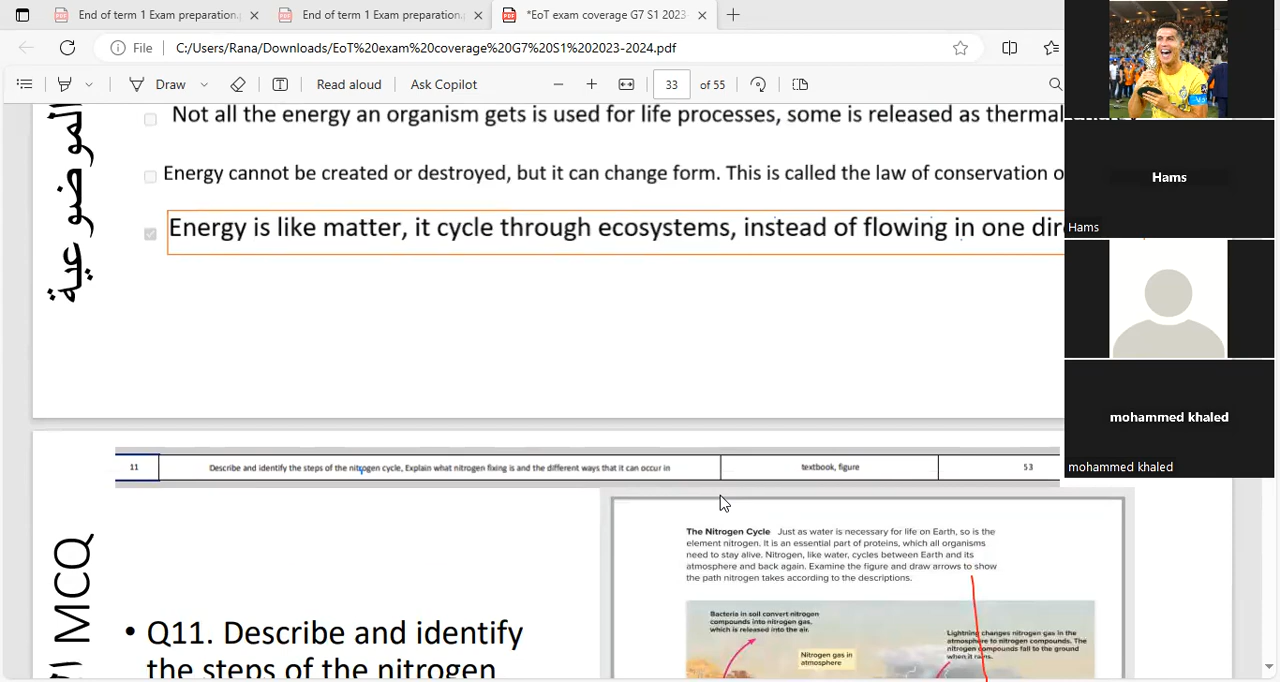 End of term 1 Exam preparation.
End of term 1 Exam preparation.
*EoT exam coverage G7 S1 2023-
File
C:/Users/Rana/Downloads/EoT%20exam%20coverage%20G7%20S1%202023-2024.pdf
Draw
Read aloud
Ask Copilot
33
of 55
الموضوعية
Not all the energy an organism gets is used for life processes, some is released as thermal
Energy cannot be created or destroyed, but it can change form. This is called the law of conservation o
Energy is like matter, it cycle through ecosystems, instead of flowing in one dire
Hams
Hams
mohammed khaled
mohammed khaled
11
Describe and identify the steps of the nitrogen cycle, Explain what nitrogen fixing is and the different ways that it can occur in
textbook, figure
53
MCQ
• Q11. Describe and identify
the steps of the nitrogen
The Nitrogen Cycle Just as water is necessary for life on Earth, so is the
element nitrogen. It is an essential part of proteins, which all organisms
need to stay alive. Nitrogen, like water, cycles between Earth and its
atmosphere and back again. Examine the figure and draw arrows to show
the path nitrogen takes according to the descriptions.
Bacteria in soil convert nitrogen
compounds into nitrogen gas,
which is released into the air.
Nitrogen gas in
atmosphere
Lightning changes nitrogen gas in the
atmosphere to nitrogen compounds. The
nitrogen compounds fall to the ground
when it rains.